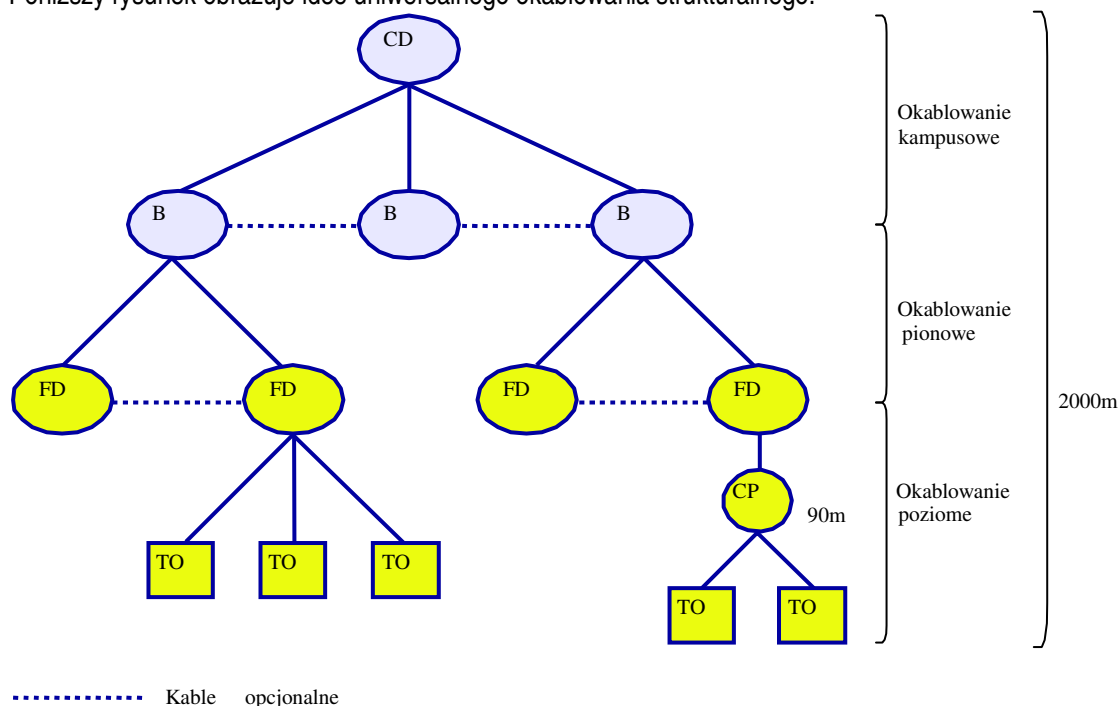 Poniższy rysunek obrazuje ideę uniwersalnego okablowania strukturalnego.
CD
Okablowanie
kampusowe
B
B
B
Okablowanie
pionowe
FD
FD
FD
FD
2000m
CP
90m
Okablowanie
poziome
TO
TO
TO
TO
TO
Kable opcjonalne